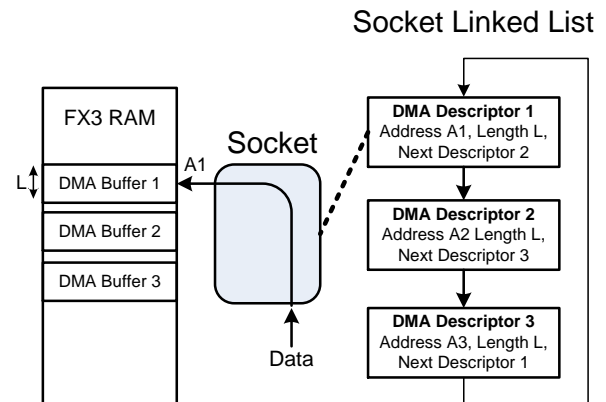 Socket Linked List
FX3 RAM
L
DMA Buffer 1
DMA Buffer 2
DMA Buffer 3
A1
Socket
Data
DMA Descriptor 1
Address A1, Length L,
Next Descriptor 2
DMA Descriptor 2
Address A2 Length L,
Next Descriptor 3
DMA Descriptor 3
Address A3, Length L,
Next Descriptor 1